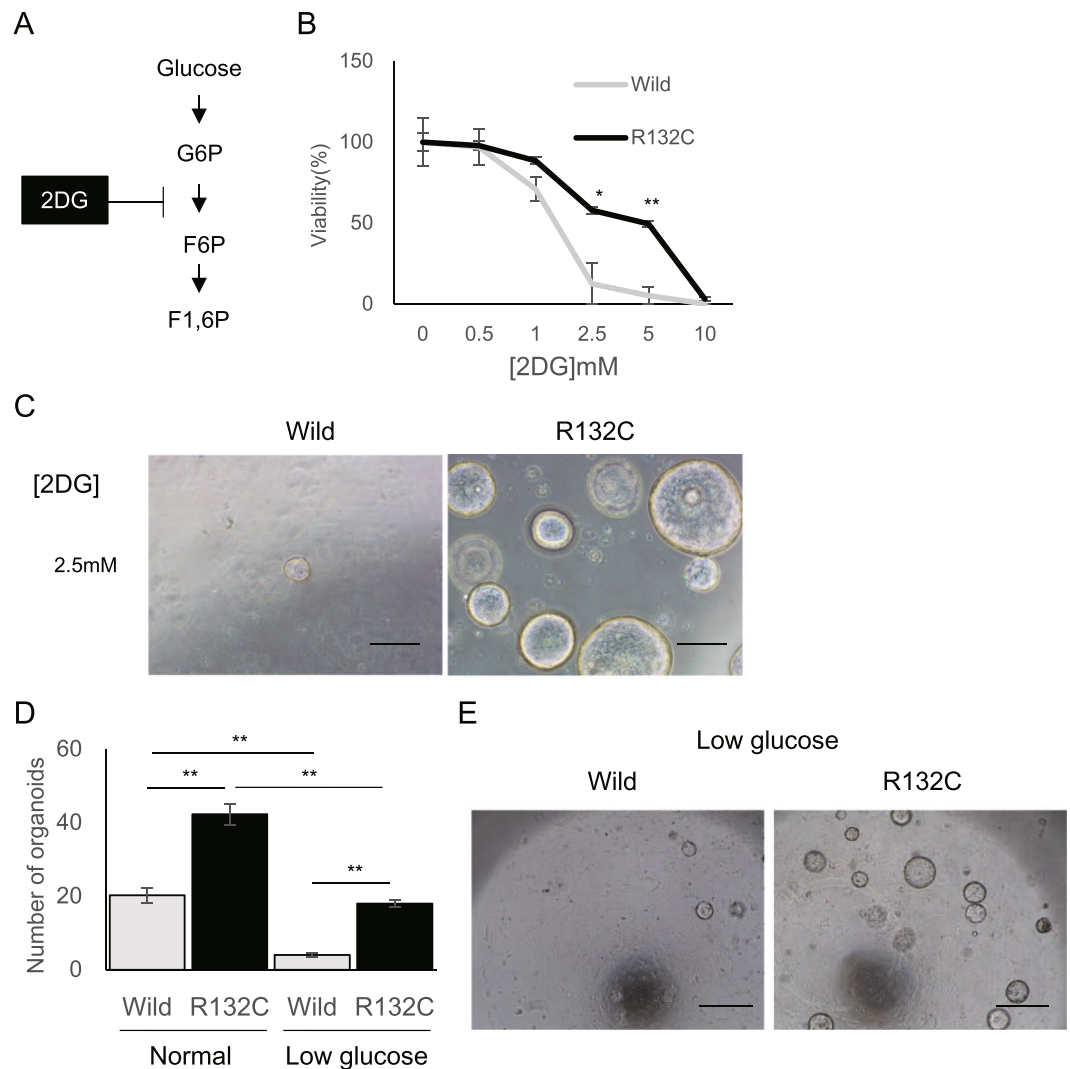 A
Glucose
G6P
2DG
F6P
F1,6P
B
150
100
50
0
Viability(%)
Wild
R132C
*
**
0 0.5 1 2.5 5 10
[2DG]mM
C
Wild R132C
[2DG]
2.5mM
D
60
40
20
0
Number of organoids
**
** **
**
Wild R132C Wild R132C
Normal Low glucose
E
Low glucose
Wild R132C